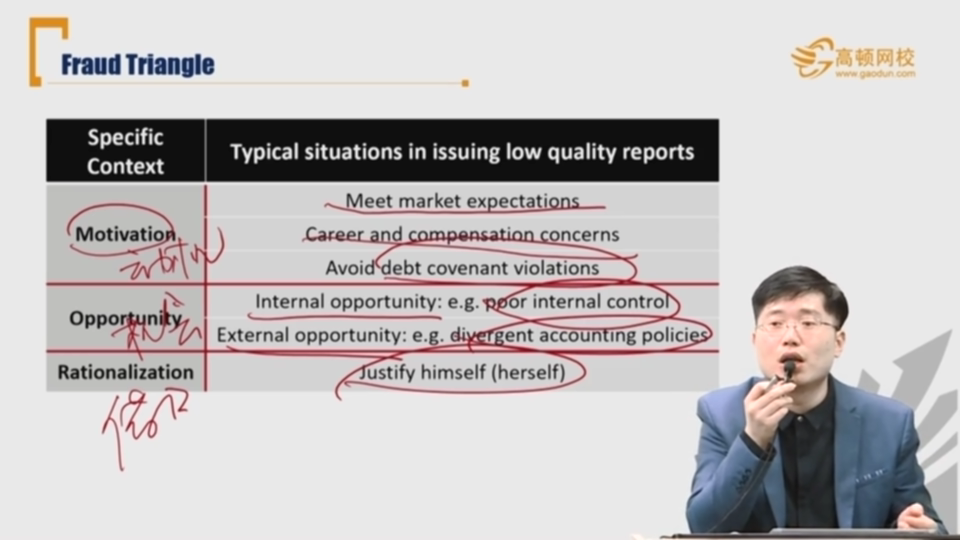 Fraud Triangle
高顿网校
www.gaodun.com
Specific
Context
Typical situations in issuing low quality reports
Motivation
Meet market expectations
Career and compensation concerns
Avoid debt covenant violations
Opportunity
机会
Internal opportunity: e.g. poor internal control
External opportunity: e.g. divergent accounting policies
Rationalization
Justify himself (herself)
借口